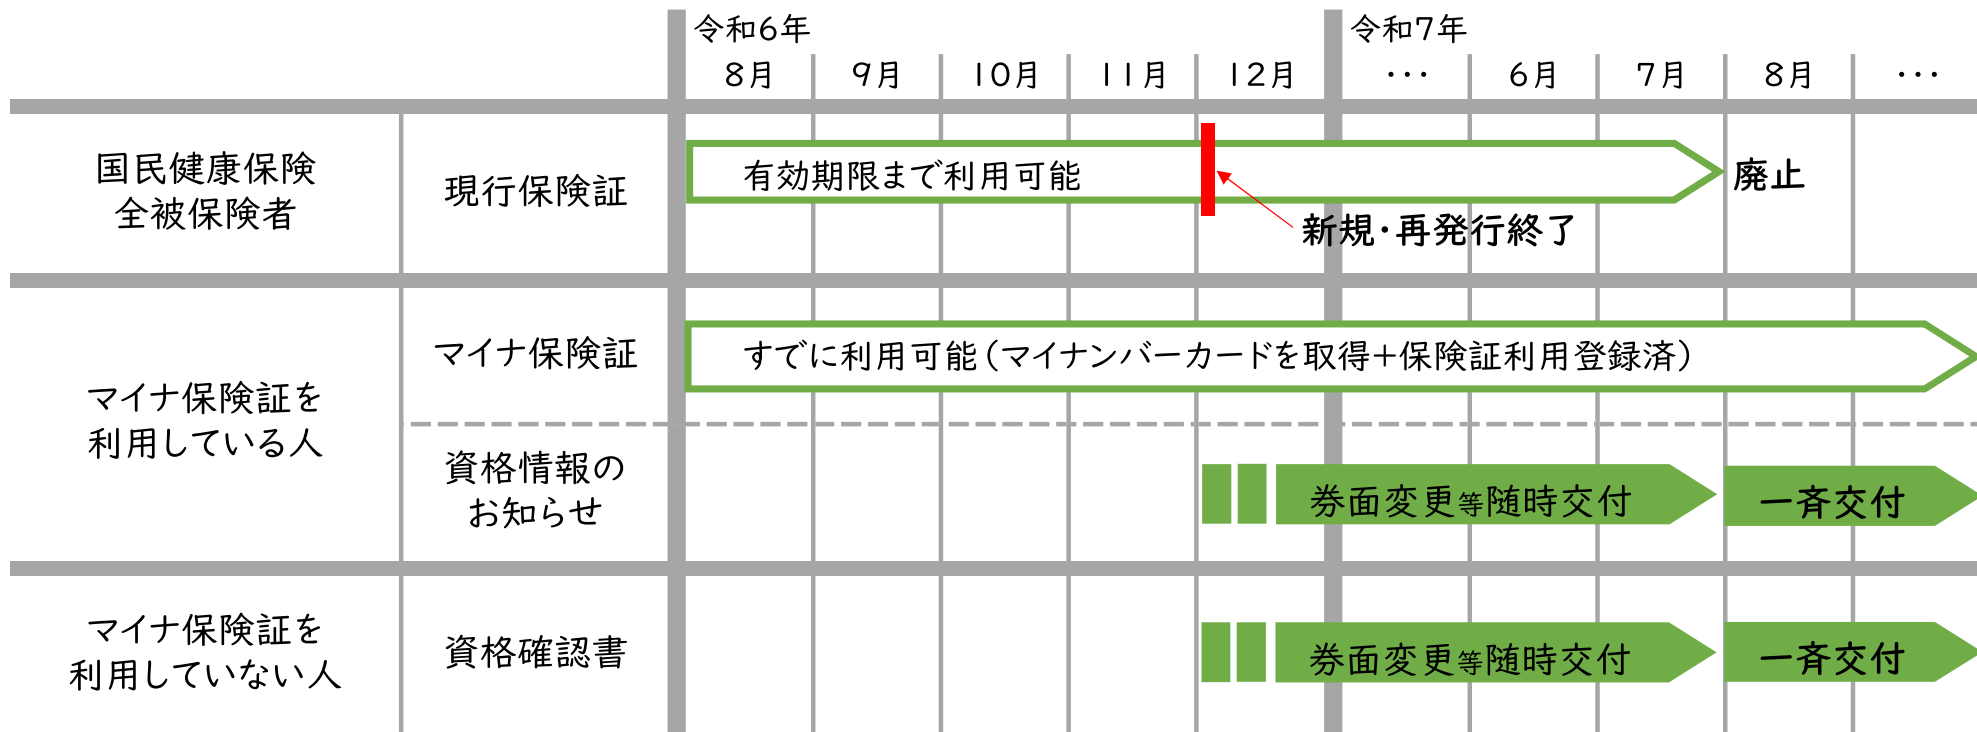 令和6年
令和7年
8月
9月
10月
11月
12月
・・・
6月
7月
8月
・・・
国民健康保険
全被保険者
現行保険証
有効期限まで利用可能
廃止
新規・再発行終了
マイナ保険証を
利用している人
マイナ保険証
すでに利用可能（マイナンバーカードを取得＋保険証利用登録済）
資格情報の
お知らせ
券面変更等随時交付
一斉交付
マイナ保険証を
利用していない人
資格確認書
券面変更等随時交付
一斉交付